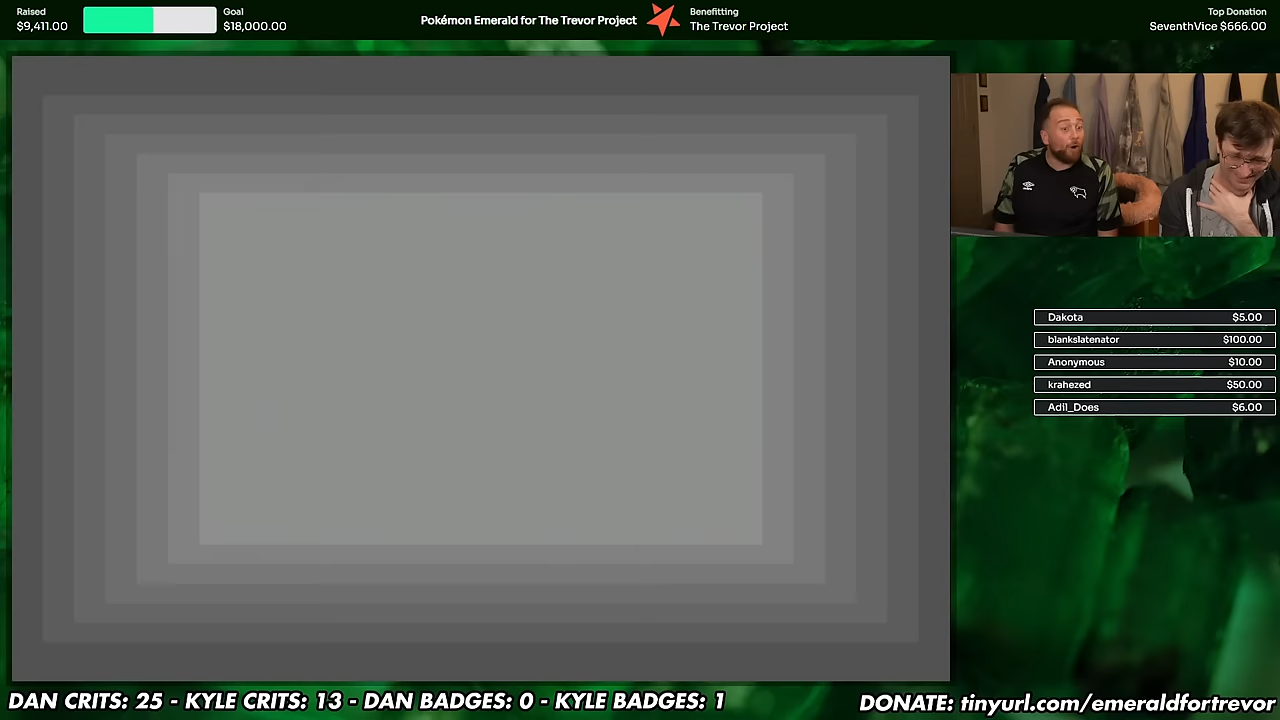 Raised
$9,411.00
Goal
$18,000.00
Pokémon Emerald for The Trevor Project
Benefitting
The Trevor Project
Top Donation
SeventhVice $666.00
Dakota $5.00
blankslatenator $100.00
Anonymous $10.00
krahezed $50.00
Adil_Does $6.00
DAN CRITS: 25 - KYLE CRITS: 13 - DAN BADGES: 0 - KYLE BADGES: 1
DONATE: tinyurl.com/emeraldfortrevor